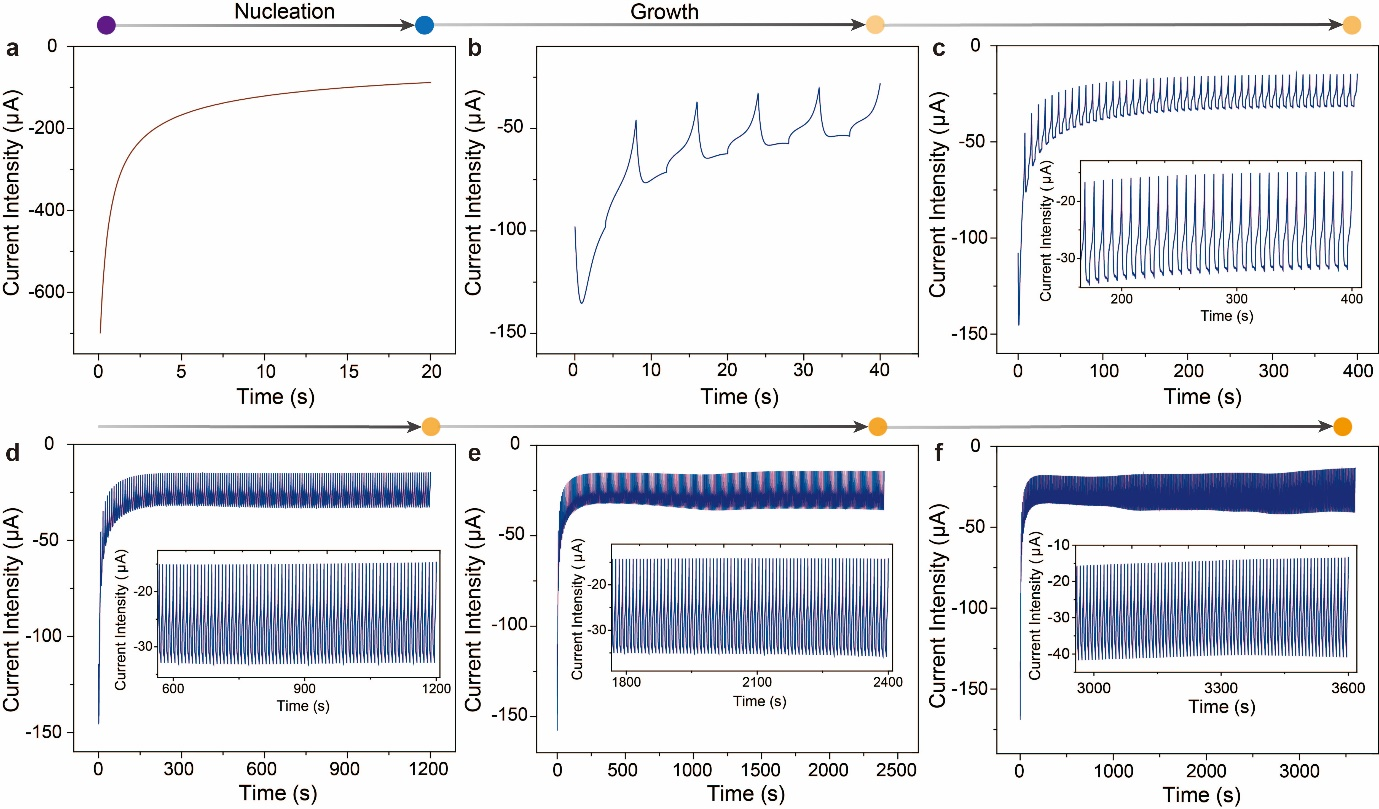 Nucleation
Growth
a
0
-200
-400
-600
Current Intensity (μA)
0 5 10 15 20
Time (s)
b
-50
-100
-150
Current Intensity (μA)
0 10 20 30 40
Time (s)
c
0
-50
-100
-150
Current Intensity (μA)
-20
-30
Current Intensity (μA)
200 300 400
Time (s)
0 100 200 300 400
Time (s)
d
0
-50
-100
-150
Current Intensity (μA)
-20
-30
Current Intensity (μA)
600 900 1200
Time (s)
0 300 600 900 1200
Time (s)
e
0
-50
-100
-150
Current Intensity (μA)
-20
-30
Current Intensity (μA)
1800 2100 2400
Time (s)
0 500 1000 1500 2000 2500
Time (s)
f
0
-50
-100
-150
Current Intensity (μA)
-10
-20
-30
-40
Current Intensity (μA)
3000 3300 3600
Time (s)
0 1000 2000 3000
Time (s)